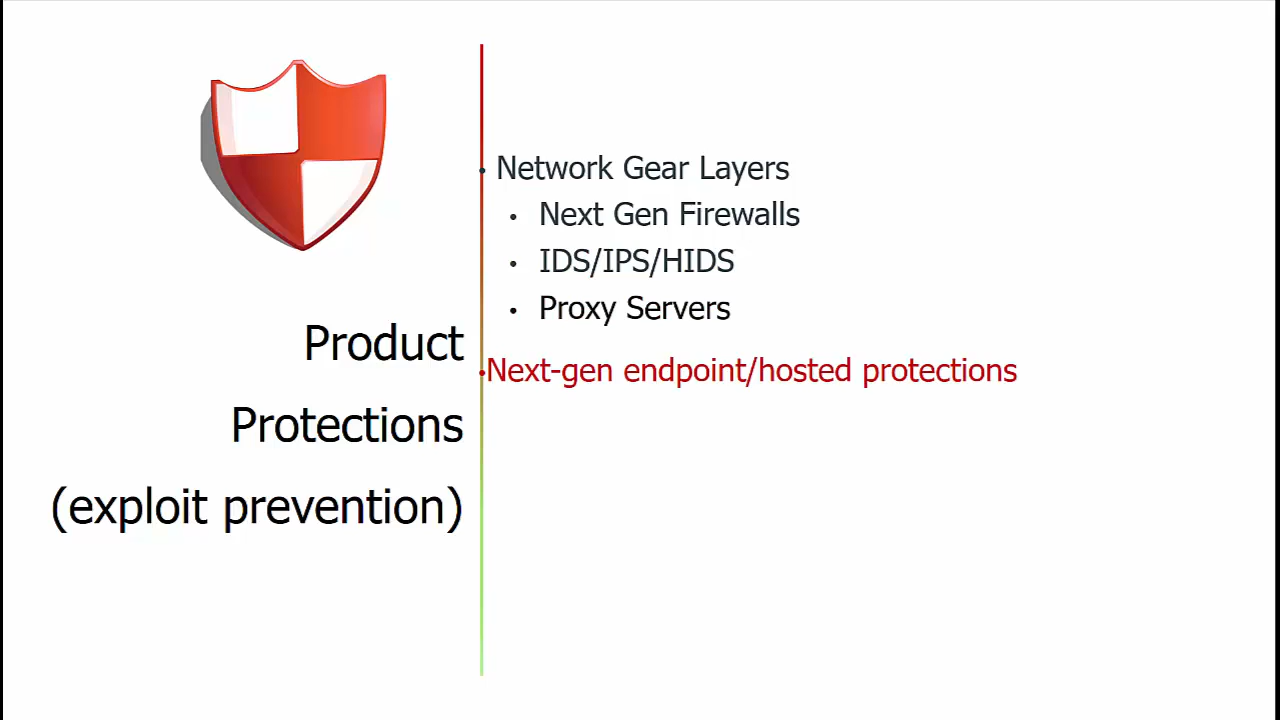 Product
Protections
(exploit prevention)
• Network Gear Layers
• Next Gen Firewalls
• IDS/IPS/HIDS
• Proxy Servers
•Next-gen endpoint/hosted protections